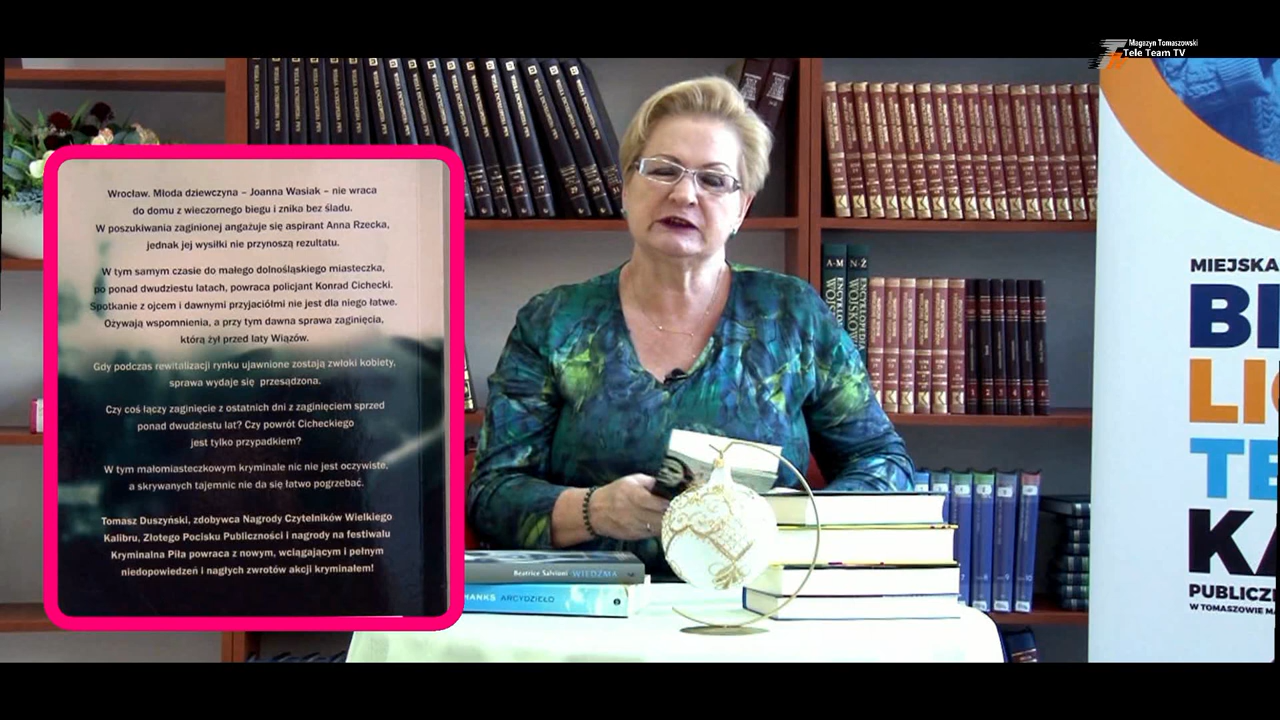 Magazyn Tomaszowski
Tele Team TV
Wrocław. Młoda dziewczyna – Joanna Wasiak – nie wraca
do domu z wieczornego biegu i znika bez śladu.
W poszukiwania zaginionej angażuje się aspirant Anna Rzecka,
jednak jej wysiłki nie przynoszą rezultatu.
W tym samym czasie do małego dolnośląskiego miasteczka,
po ponad dwudziestu latach, powraca policjant Konrad Cichecki.
Spotkanie z ojcem i dawnymi przyjaciółmi nie jest dla niego łatwe.
Ożywają wspomnienia, a przy tym dawna sprawa zaginięcia,
którą żył przed laty Wiązów.
Gdy podczas rewitalizacji rynku ujawnione zostają zwłoki kobiety,
sprawa wydaje się przesądzona.
Czy coś łączy zaginięcie z ostatnich dni z zaginięciem sprzed
ponad dwudziestu lat? Czy powrót Cicheckiego
jest tylko przypadkiem?
W tym małomiasteczkowym kryminale nic nie jest oczywiste,
a skrywanych tajemnic nie da się łatwo pogrzebać.
Tomasz Duszyński, zdobywca Nagrody Czytelników Wielkiego
Kalibru, Złotego Pocisku Publiczności i nagrody na festiwalu
Kryminalna Piła powraca z nowym, wciągającym i pełnym
niedopowiedzeń i nagłych zwrotów akcji kryminałem!
A-M
N-Ż
ENCYKLOPEDIA
Beatrice Salvioni WIEDŹMA
HANKS ARCYDZIEŁO
MIEJSKA
BI
LIO
TE
KA
PUBLICZ
W TOMASZOWIE MA